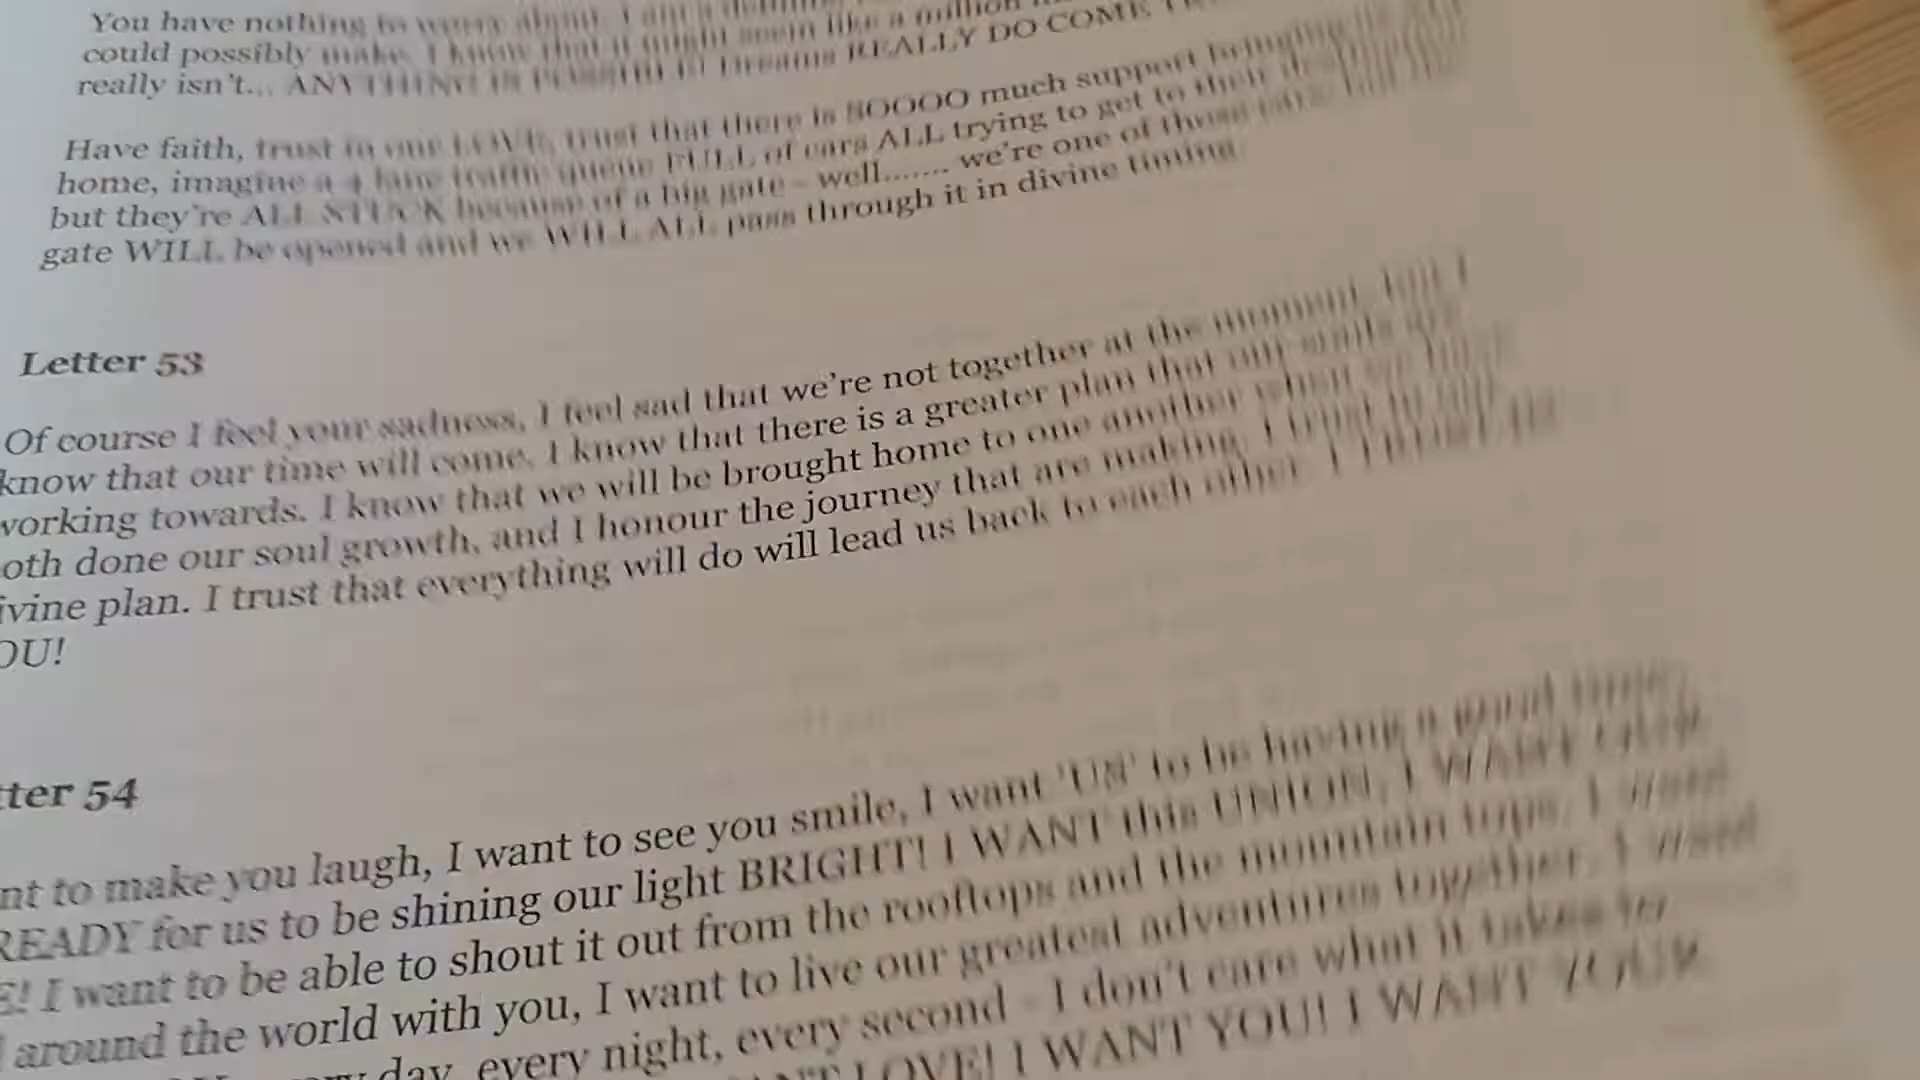 You have nothing to worry about, I am a
could possibly make. I know that it might seem like a million
really isn't... ANYTHING IS POSSIBLE! Dreams REALLY DO COME
Have faith, trust in our LOVE, trust that there is SOOOO much support bringing
home, imagine a 4 lane traffic queue FULL of cars ALL trying to get to their
but they're ALL STUCK because of a big gate - well....... we're one of those
gate WILL be opened and we WILL ALL pass through it in divine timing.
Letter 53
Of course I feel your sadness, I feel sad that we're not together at the moment, but I
know that our time will come. I know that there is a greater plan that our souls are
working towards. I know that we will be brought home to one another when we have
oth done our soul growth, and I honour the journey that are making. I trust in our
ivine plan. I trust that everything will do will lead us back to each other. I TRUST IN
OU!
tter 54
nt to make you laugh, I want to see you smile, I want 'US' to be having a good time,
READY for us to be shining our light BRIGHT! I WANT this UNION, I WANT OUR
E! I want to be able to shout it out from the rooftops and the mountain tops. I want
around the world with you, I want to live our greatest adventures together. I want
day, every night, every second - I don't care what it takes to
LOVE! I WANT YOU! I WANT YOUR